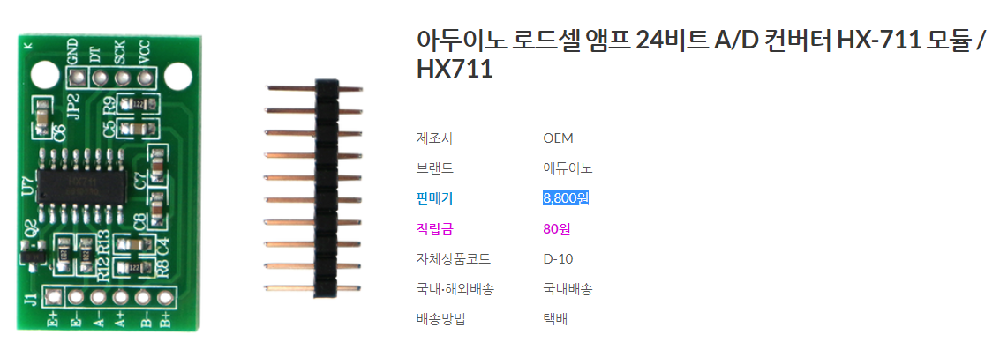 아두이노 로드셀 앰프 24비트 A/D 컨버터 HX-711 모듈 /
HX711
제조사 OEM
브랜드 에듀이노
판매가 8,800원
적립금 80원
자체상품코드 D-10
국내·해외배송 국내배송
배송방법 택배
K
GND
DT
SCK
VCC
JP2
R9
C5
C6
122
U7
HX711
C7
C8
Q2
R13
R12
C4
R8
122
J1
E+
E-
A-
A+
B-
B+